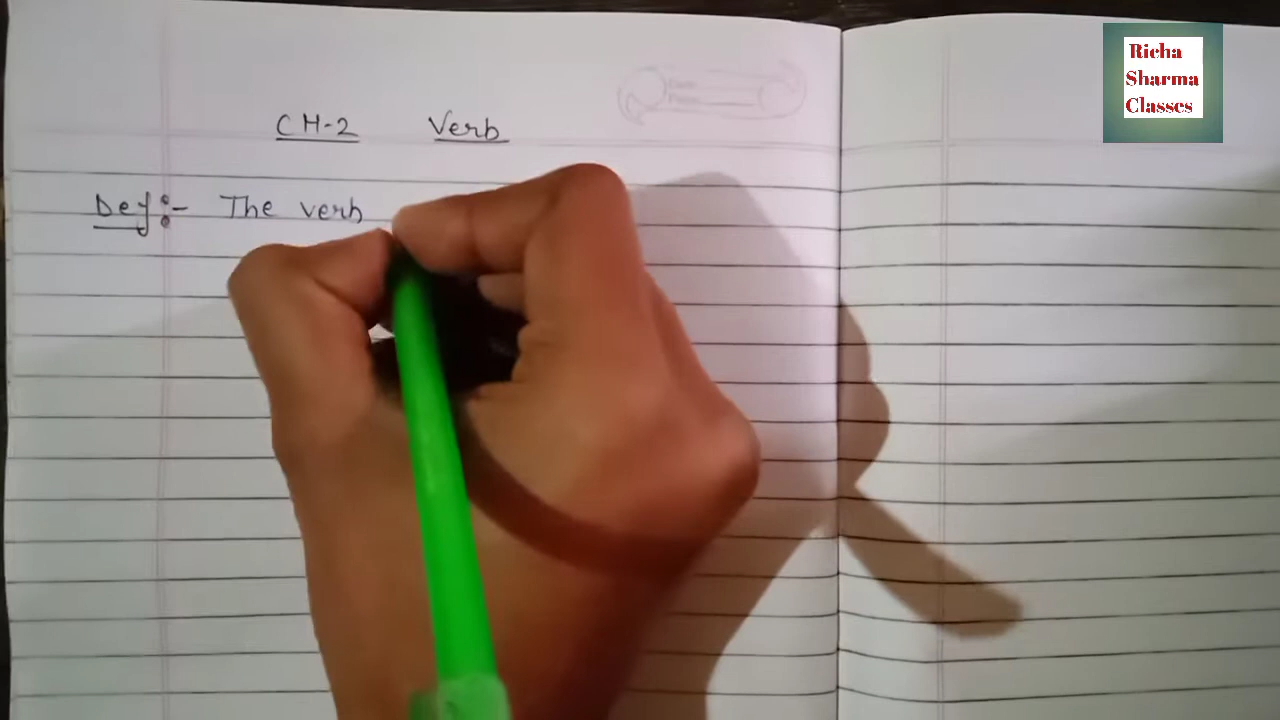 CH-2 Verb
Def:- The verb
Richa
Sharma
Classes